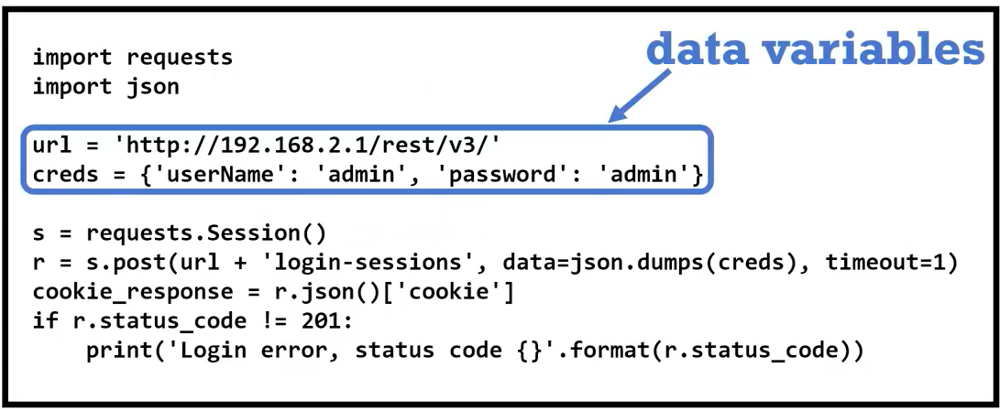 data variables
import requests
import json
url = 'http://192.168.2.1/rest/v3/'
creds = {'userName': 'admin', 'password': 'admin'}
s = requests.Session()
r = s.post(url + 'login-sessions', data=json.dumps(creds), timeout=1)
cookie_response = r.json()['cookie']
if r.status_code != 201:
    print('Login error, status code {}'.format(r.status_code))